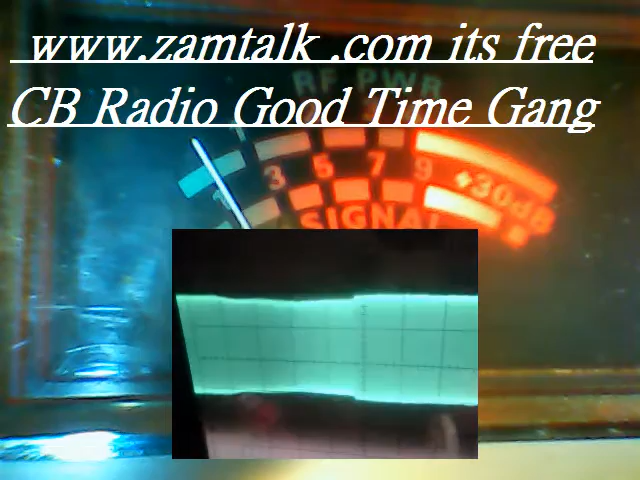 www.zamtalk .com its free
CB Radio Good Time Gang
RF PWR
1 3 5 7 9 +30dB
SIGNAL